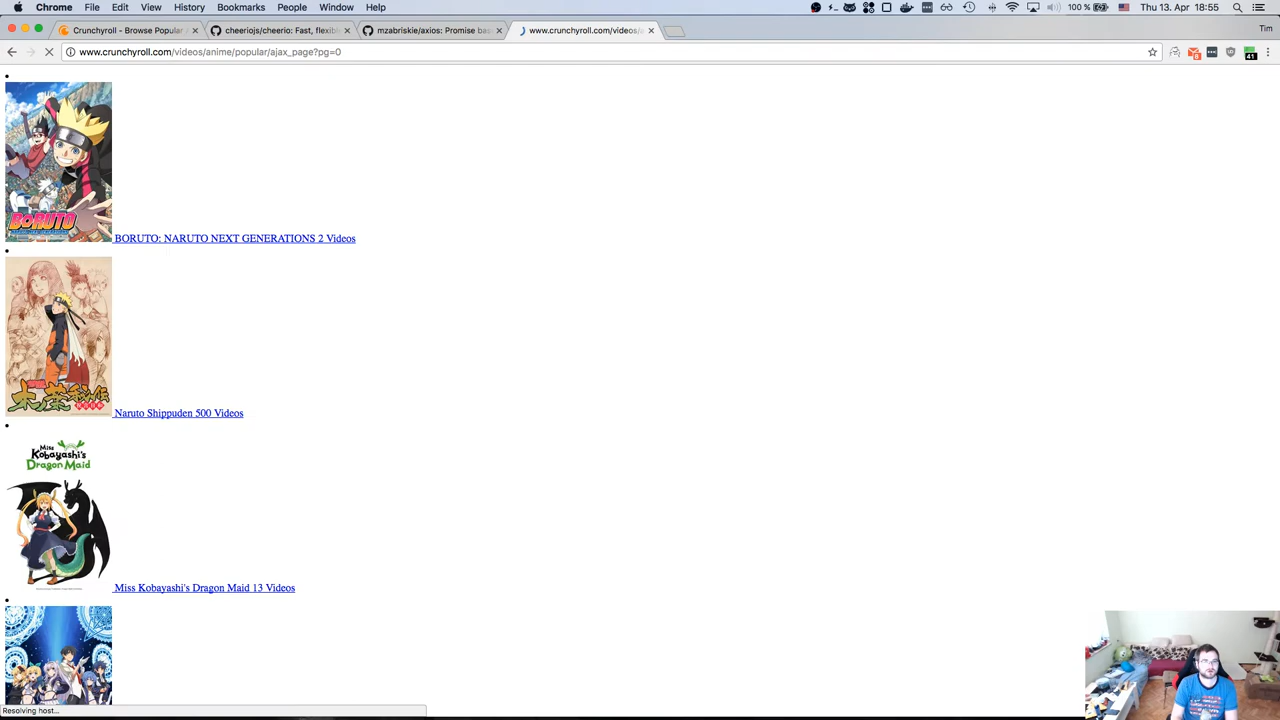 Chrome File Edit View History Bookmarks People Window Help
100 % Thu 13. Apr 18:55
Crunchyroll - Browse Popular
cheeriojs/cheerio: Fast, flexib
mzabriskie/axios: Promise bas
www.crunchyroll.com/videos/a
Tim
www.crunchyroll.com/videos/anime/popular/ajax_page?pg=0
8
41
BORUTO
BORUTO: NARUTO NEXT GENERATIONS 2 Videos
Naruto Shippuden 500 Videos
Miss
Kobayashi's
Dragon Maid
Miss Kobayashi's Dragon Maid 13 Videos
Resolving host...